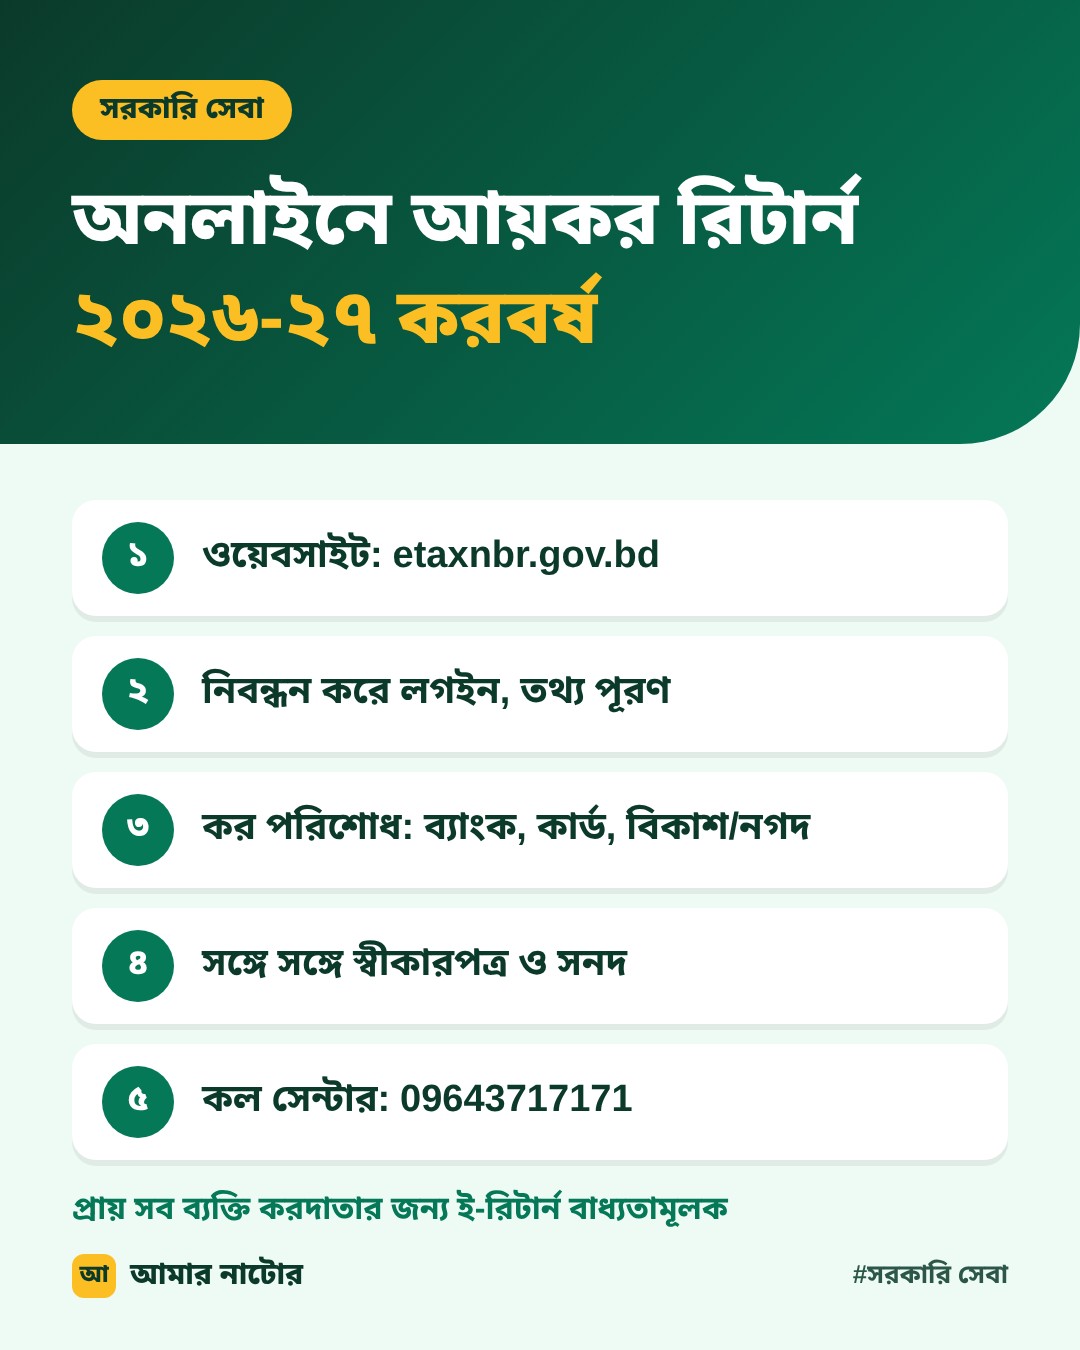 সরকারি সেবা
অনলাইনে আয়কর রিটার্ন
২০২৬-২৭ করবর্ষ
১ ওয়েবসাইট: etaxnbr.gov.bd
২ নিবন্ধন করে লগইন, তথ্য পূরণ
৩ কর পরিশোধ: ব্যাংক, কার্ড, বিকাশ/নগদ
৪ সঙ্গে সঙ্গে স্বীকারপত্র ও সনদ
৫ কল সেন্টার: 09643717171
প্রায় সব ব্যক্তি করদাতার জন্য ই-রিটার্ন বাধ্যতামূলক
আ আমার নাটোর
#সরকারি সেবা